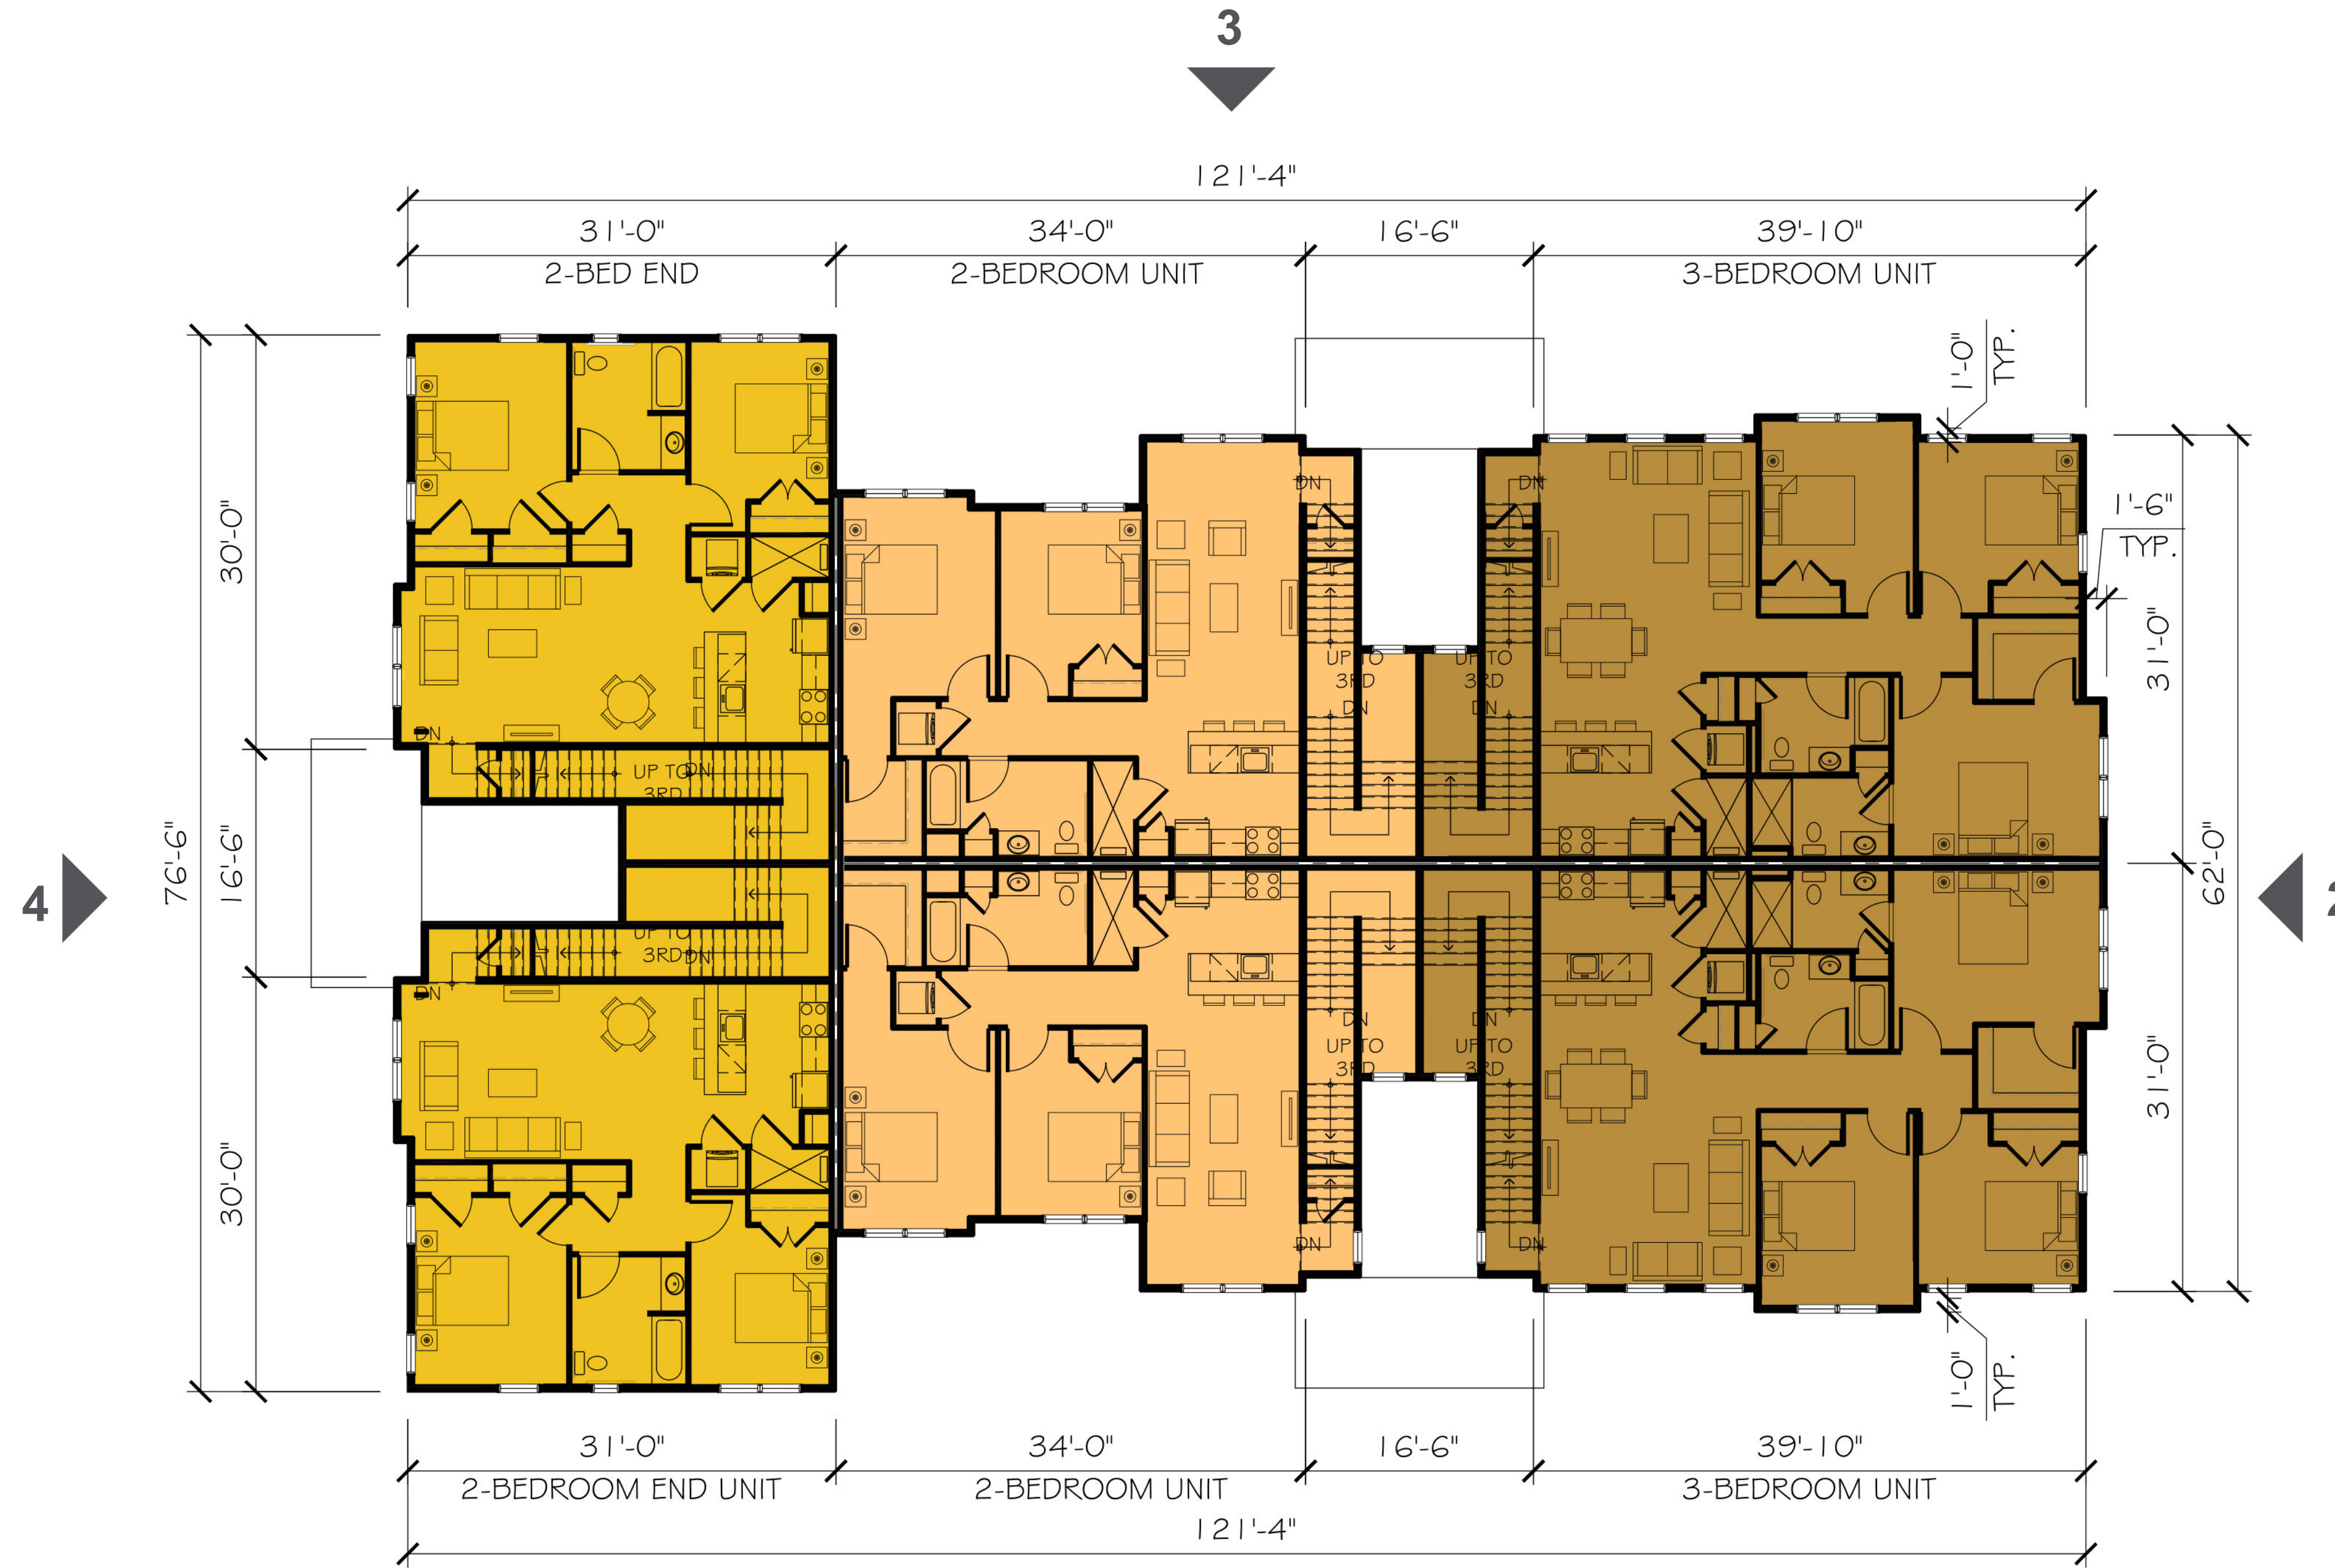 3
121'-4"
31'-0"
34'-0"
16'-6"
39'-10"
2-BED END
2-BEDROOM UNIT
3-BEDROOM UNIT
1'-0"
TYP.
DN
DN
1'-6"
TYP.
30'-0"
31'-0"
UP TO
3RD
DN
UP TO
3RD
DN
DN
UP TO
3RD
DN
76'-6"
16'-6"
62'-0"
4
2
UP TO
3RD
DN
DN
DN
UP TO
3RD
DN
UP TO
3RD
31'-0"
30'-0"
DN
DN
1'-0"
TYP.
31'-0"
34'-0"
16'-6"
39'-10"
2-BEDROOM END UNIT
2-BEDROOM UNIT
3-BEDROOM UNIT
121'-4"